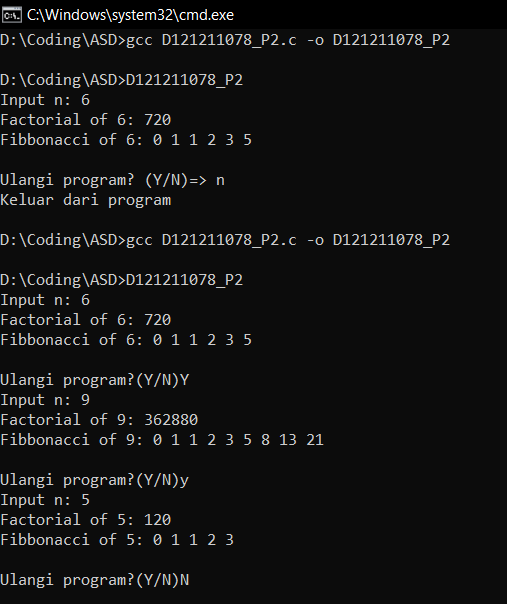 C:\Windows\system32\cmd.exe
D:\Coding\ASD>gcc D121211078_P2.c -o D121211078_P2
D:\Coding\ASD>D121211078_P2
Input n: 6
Factorial of 6: 720
Fibbonacci of 6: 0 1 1 2 3 5
Ulangi program? (Y/N)=> n
Keluar dari program
D:\Coding\ASD>gcc D121211078_P2.c -o D121211078_P2
D:\Coding\ASD>D121211078_P2
Input n: 6
Factorial of 6: 720
Fibbonacci of 6: 0 1 1 2 3 5
Ulangi program?(Y/N)Y
Input n: 9
Factorial of 9: 362880
Fibbonacci of 9: 0 1 1 2 3 5 8 13 21
Ulangi program?(Y/N)y
Input n: 5
Factorial of 5: 120
Fibbonacci of 5: 0 1 1 2 3
Ulangi program?(Y/N)N